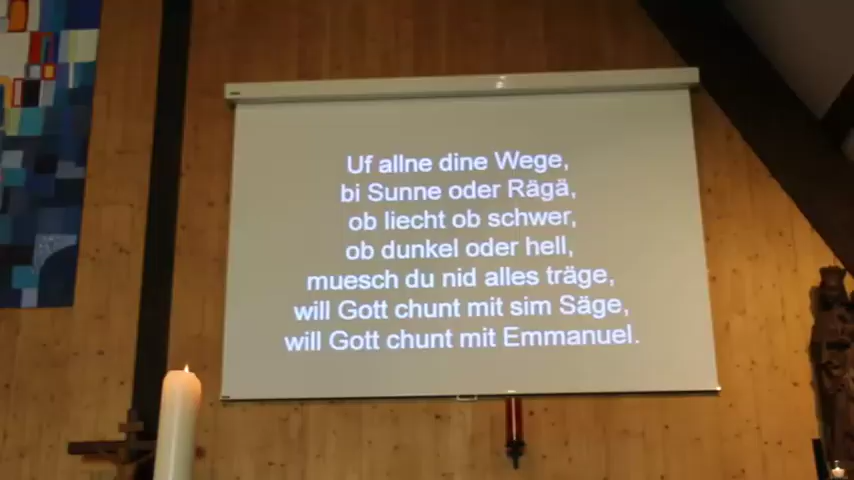 Uf allne dine Wege,
bi Sunne oder Rägä,
ob liecht ob schwer,
ob dunkel oder hell,
muesch du nid alles träge,
will Gott chunt mit sim Säge,
will Gott chunt mit Emmanuel.